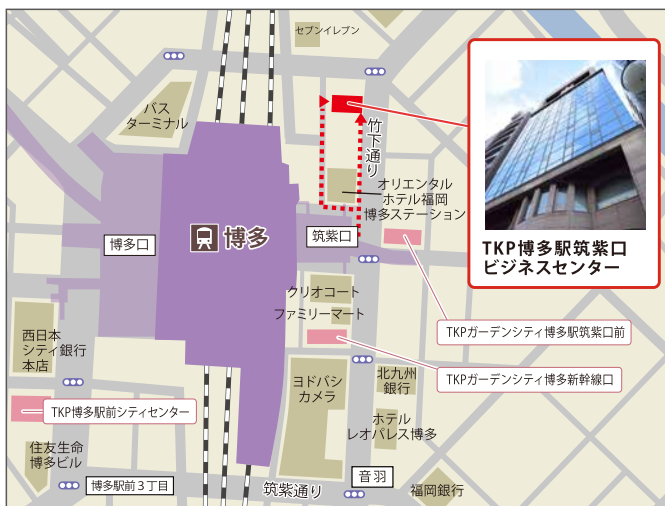 セブンイレブン
バス
ターミナル
竹下通り
オリエンタル
ホテル福岡
博多ステーション
TKP博多駅筑紫口
ビジネスセンター
博多口
博多
筑紫口
クリオコート
ファミリーマート
TKPガーデンシティ博多駅筑紫口前
西日本
シティ銀行
本店
TKPガーデンシティ博多新幹線口
ヨドバシ
カメラ
北九州
銀行
TKP博多駅前シティセンター
ホテル
レオパレス博多
住友生命
博多ビル
博多駅前3丁目
筑紫通り
音羽
福岡銀行